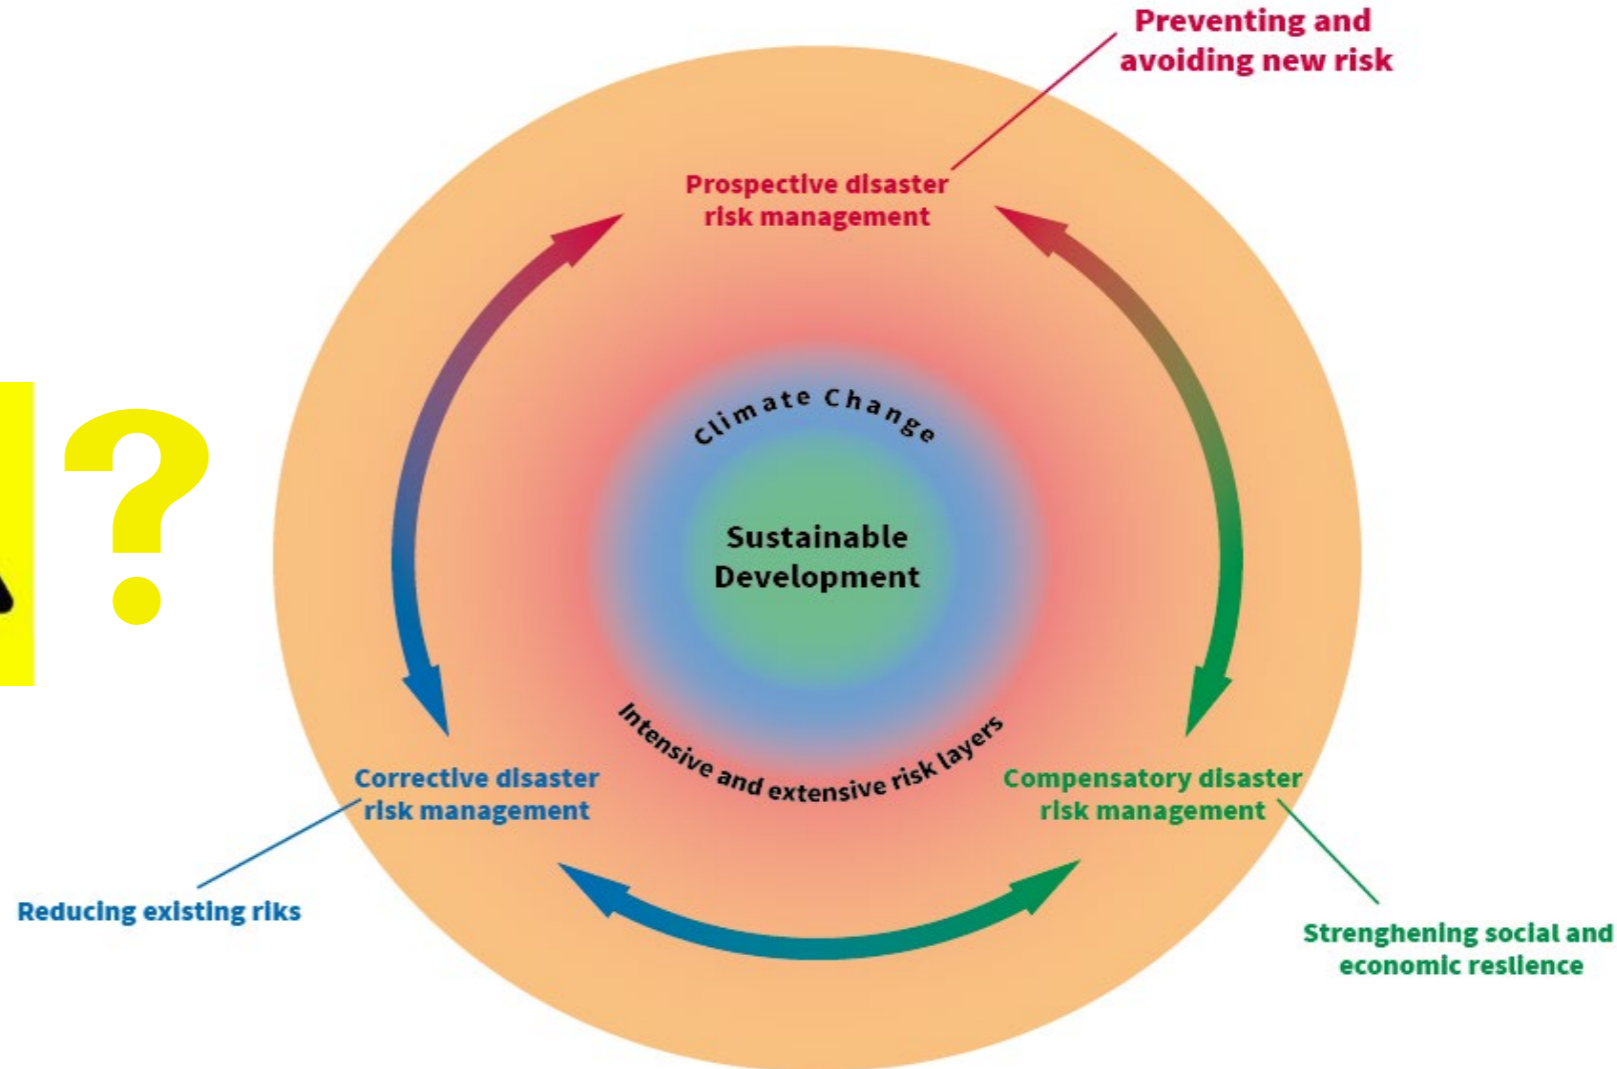 Preventing and
avoiding new risk
Prospective disaster
risk management
Climate Change
?
Sustainable
Development
Intensive and extensive risk layers
Corrective disaster
risk management
Compensatory disaster
risk management
Reducing existing riks
Strenghening social and
economic reslience